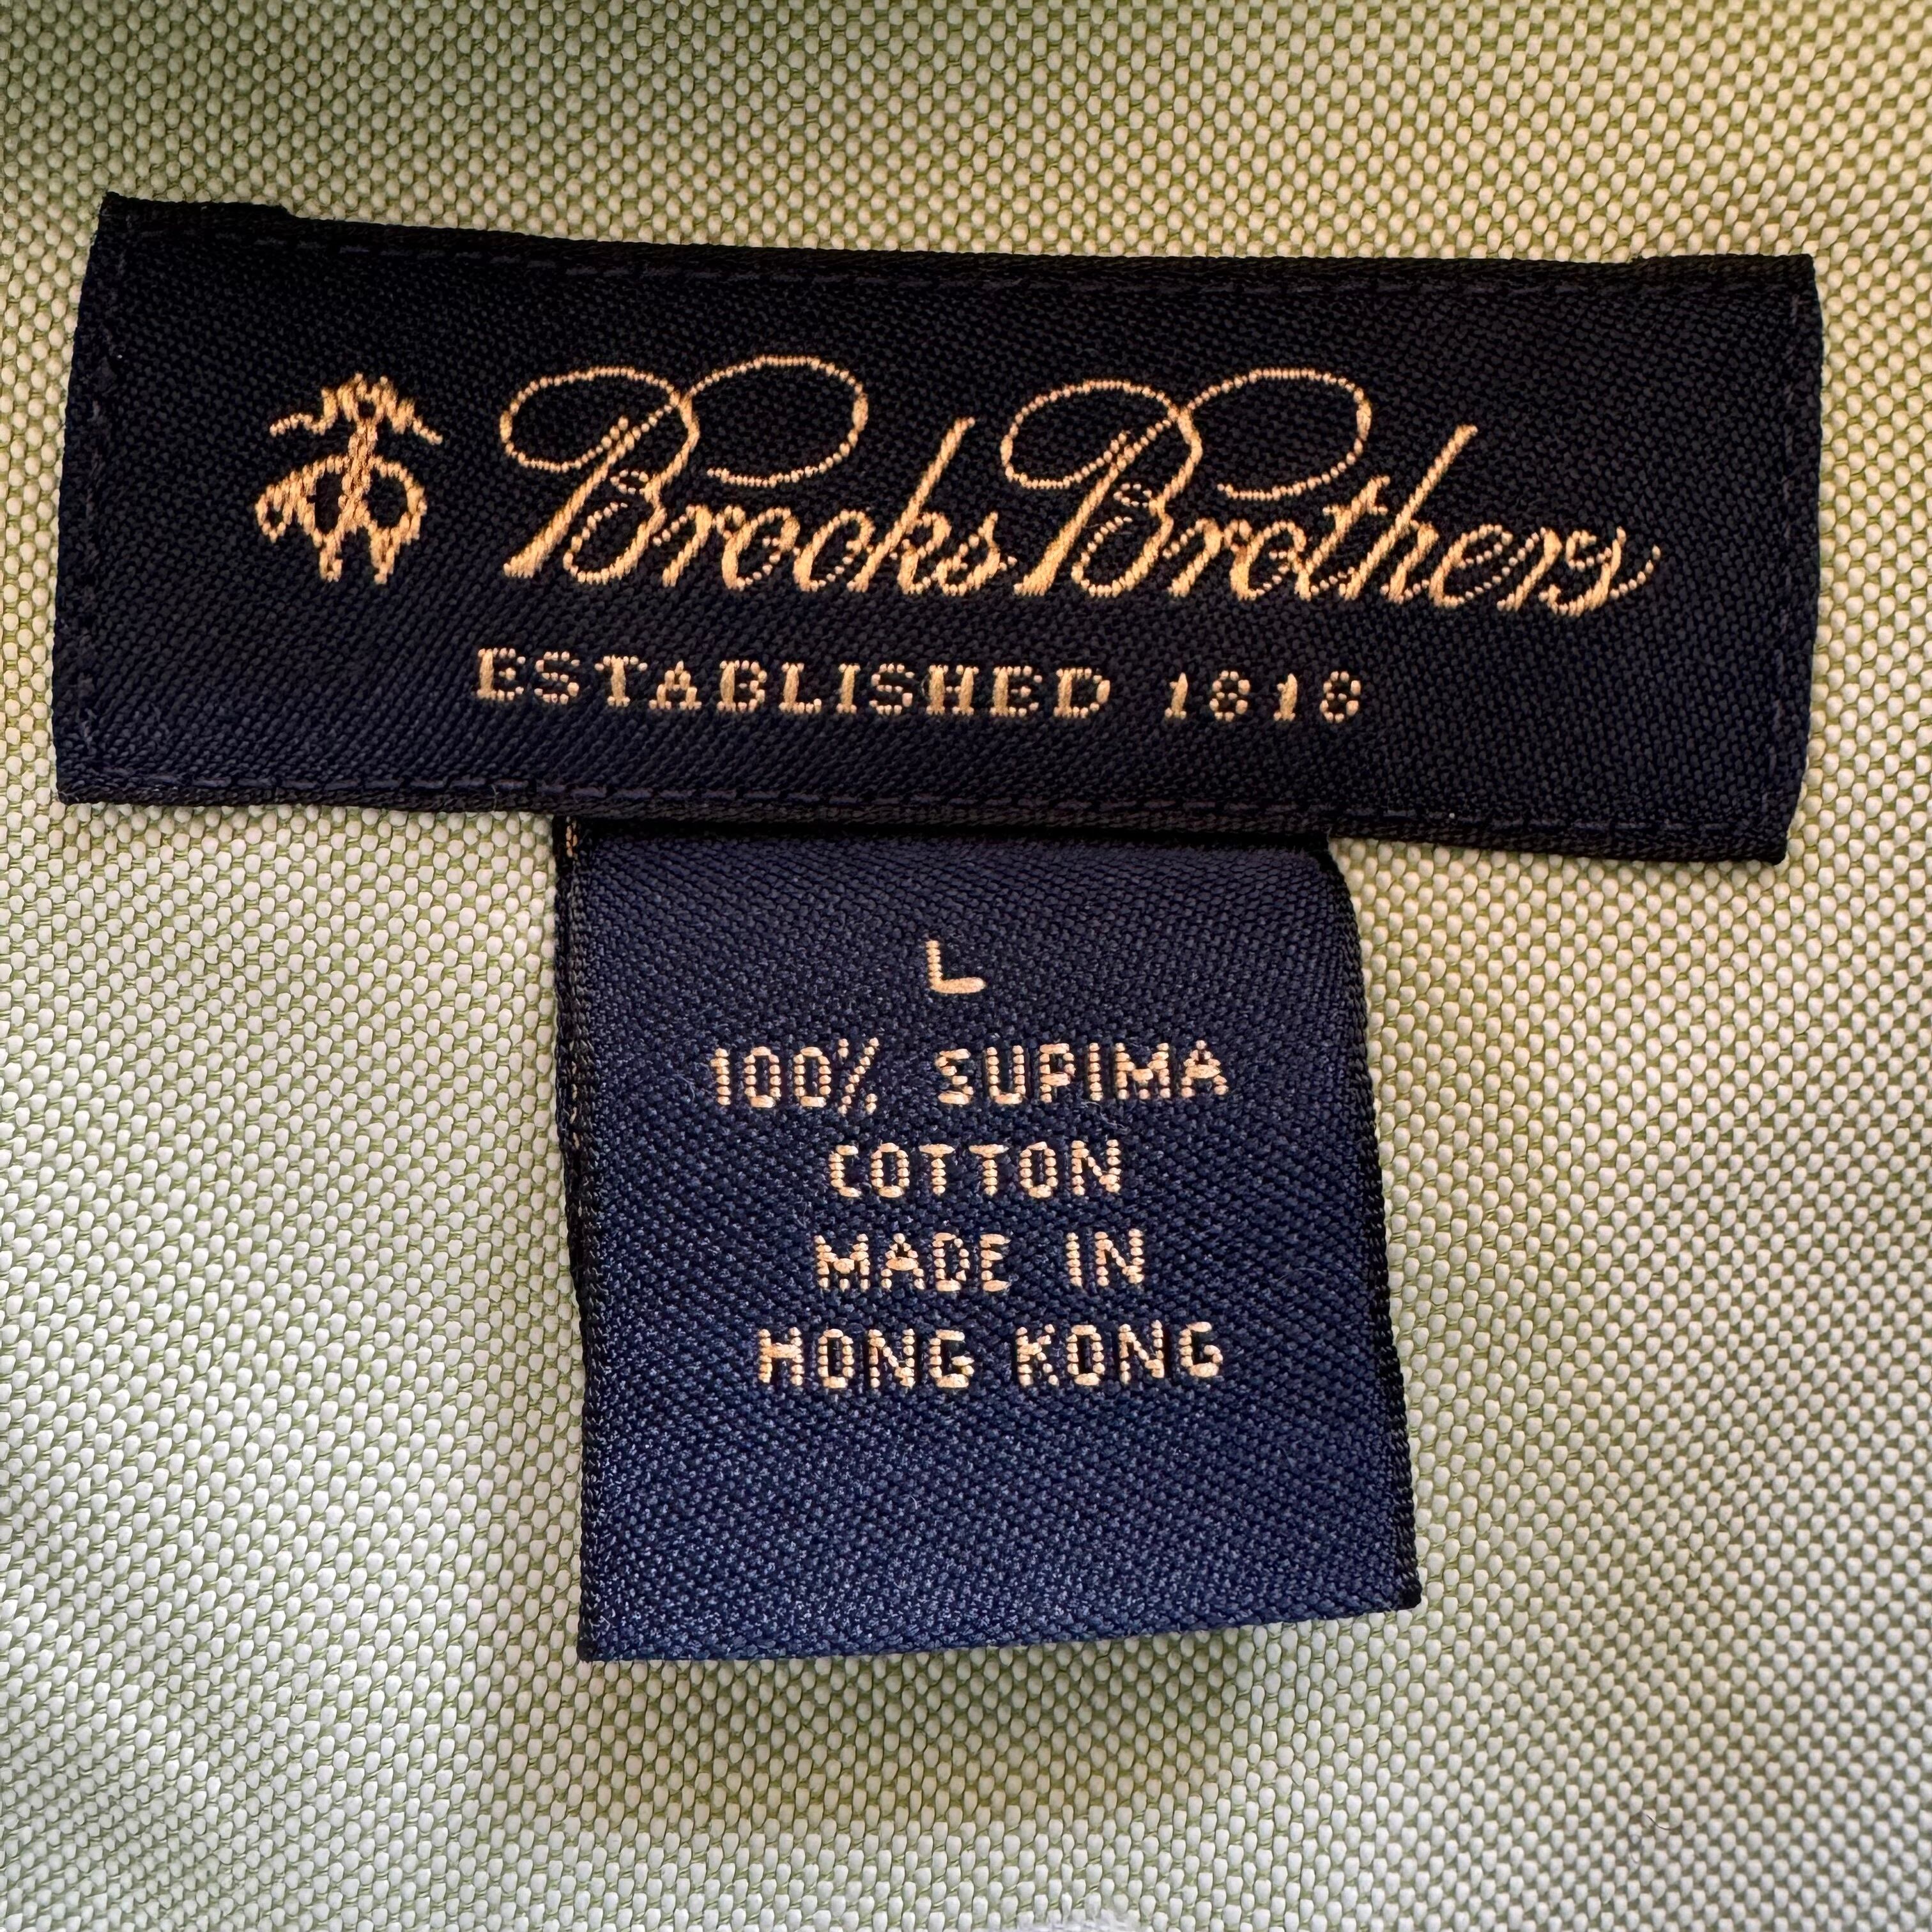 Brooks Brothers
ESTABLISHED 1818
L
100% SUPIMA
COTTON
MADE IN
HONG KONG